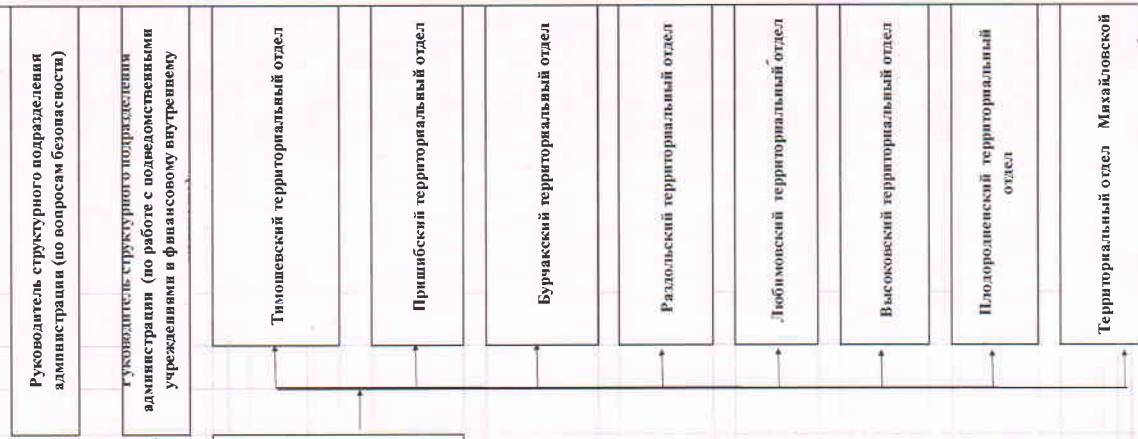 Руководитель структурного подразделения
администрации (по вопросам безопасности)
Руководитель структурного подразделения
администрации (по работе с подведомственными
учреждениями и финансовому внутреннему
Тимошевский территориальный отдел
Пришибский территориальный отдел
Бурчакский территориальный отдел
Раздольский территориальный отдел
Любимовский территориальный отдел
Высоковский территориальный отдел
Плодородненский территориальный
отдел
Территориальный отдел Михайловской